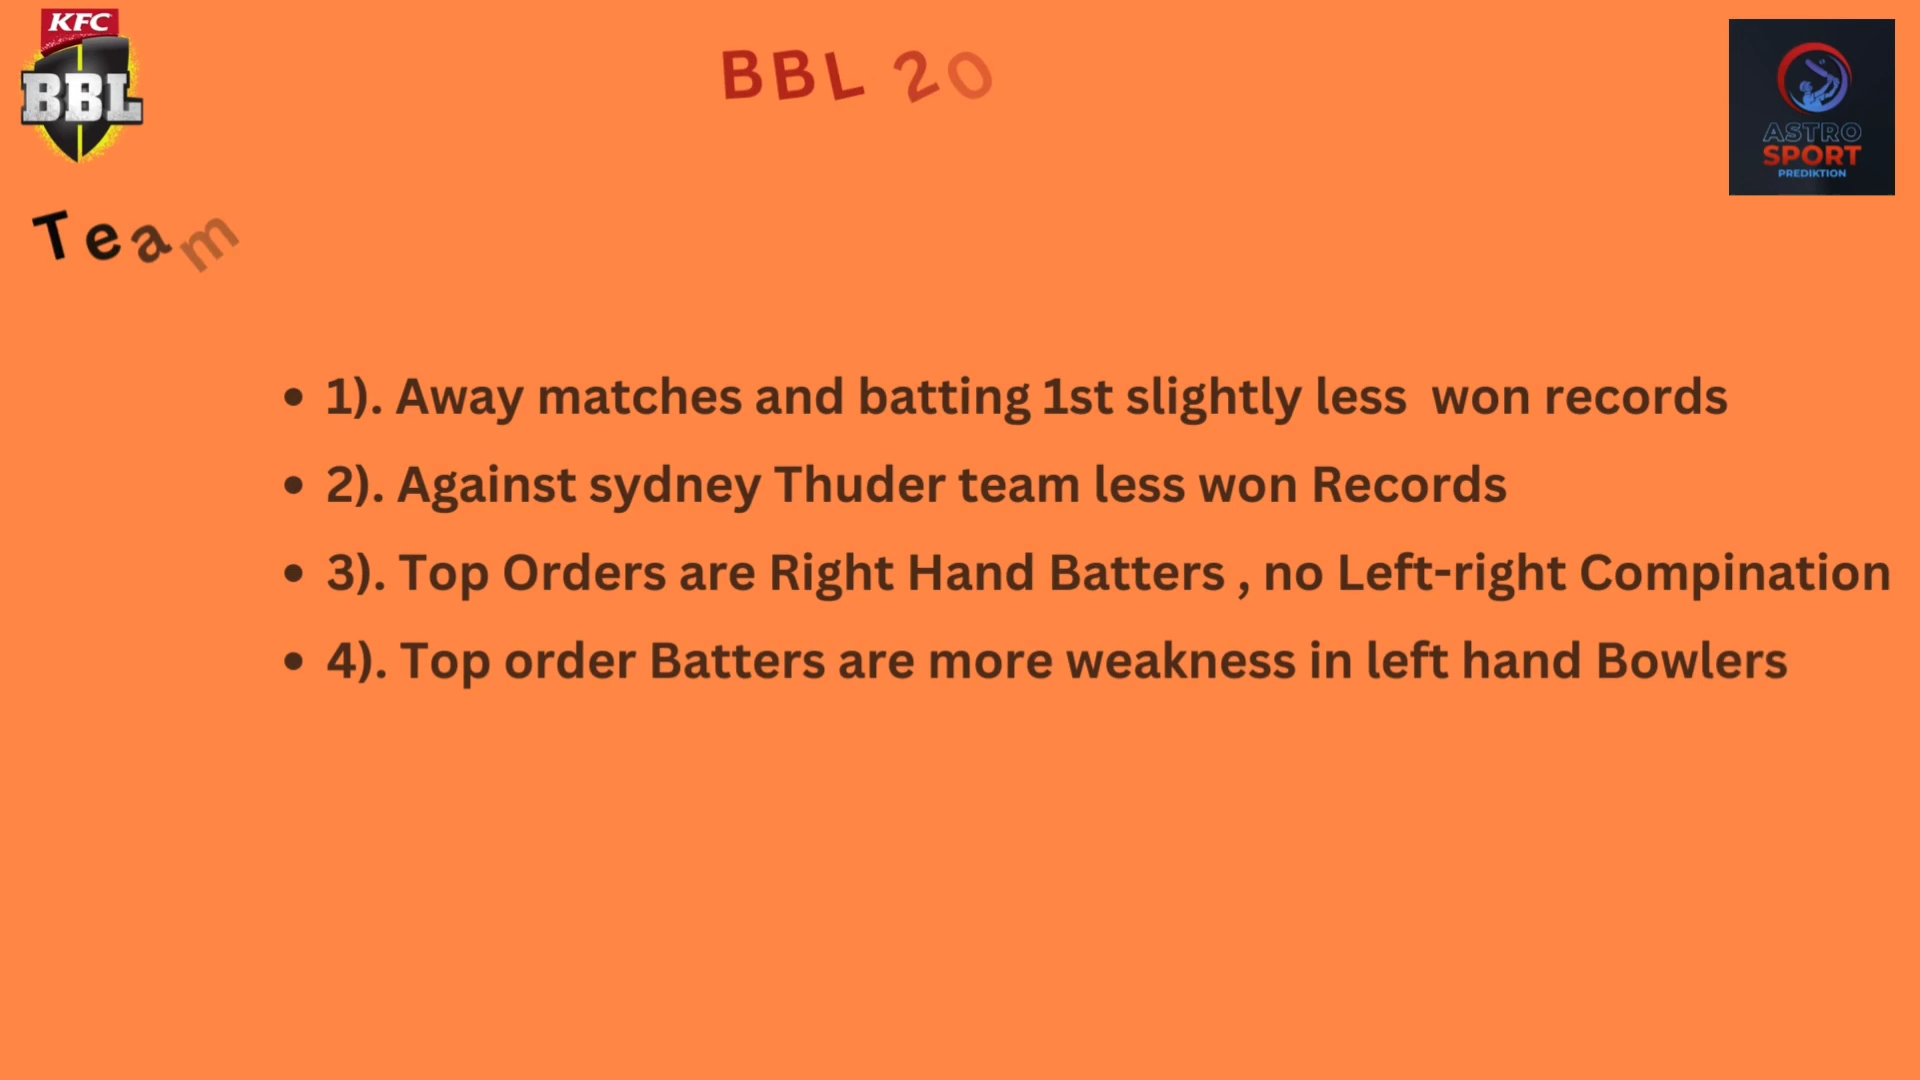 KFC
BBL
BBL 20
ASTRO
SPORT
PREDIKTION
Team
• 1). Away matches and batting 1st slightly less won records
• 2). Against sydney Thuder team less won Records
• 3). Top Orders are Right Hand Batters , no Left-right Compination
• 4). Top order Batters are more weakness in left hand Bowlers